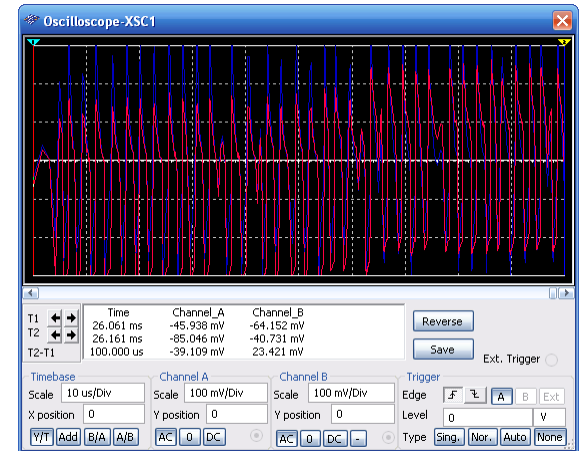 Oscilloscope-XSC1
1 2
Time Channel_A Channel_B
T1 26.061 ms -45.938 mV -64.152 mV
T2 26.161 ms -85.046 mV -40.731 mV
T2-T1 100.000 us -39.109 mV 23.421 mV
Reverse
Save
Ext. Trigger
Timebase Channel A Channel B Trigger
Scale 10 us/Div Scale 100 mV/Div Scale 100 mV/Div Edge A B Ext
X position 0 Y position 0 Y position 0 Level 0 V
Y/T Add B/A A/B AC 0 DC AC 0 DC - Type Sing. Nor. Auto None